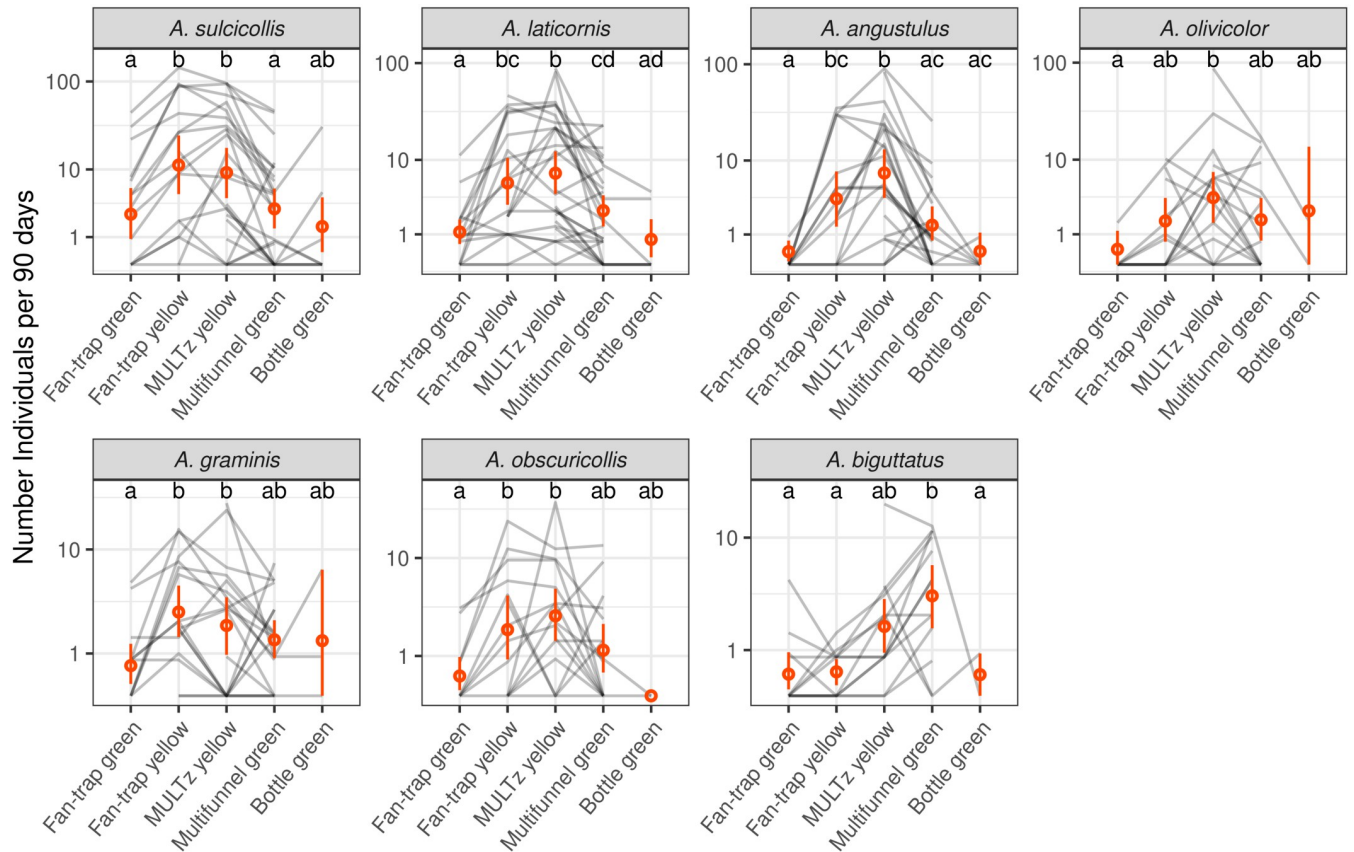 A. sulcicollis
A. laticornis
A. angustulus
A. olivicolor
a b b a ab
a bc b cd ad
a bc b ac ac
a ab b ab ab
100
10
1
100
10
1
100
10
1
100
10
1
Fan-trap green
Fan-trap yellow
MULTz yellow
Multifunnel green
Bottle green
Fan-trap green
Fan-trap yellow
MULTz yellow
Multifunnel green
Bottle green
Fan-trap green
Fan-trap yellow
MULTz yellow
Multifunnel green
Bottle green
Fan-trap green
Fan-trap yellow
MULTz yellow
Multifunnel green
Bottle green
Number Individuals per 90 days
A. graminis
A. obscuricollis
A. biguttatus
a b b ab ab
a b b ab ab
a a ab b a
10
1
10
1
10
1
Fan-trap green
Fan-trap yellow
MULTz yellow
Multifunnel green
Bottle green
Fan-trap green
Fan-trap yellow
MULTz yellow
Multifunnel green
Bottle green
Fan-trap green
Fan-trap yellow
MULTz yellow
Multifunnel green
Bottle green